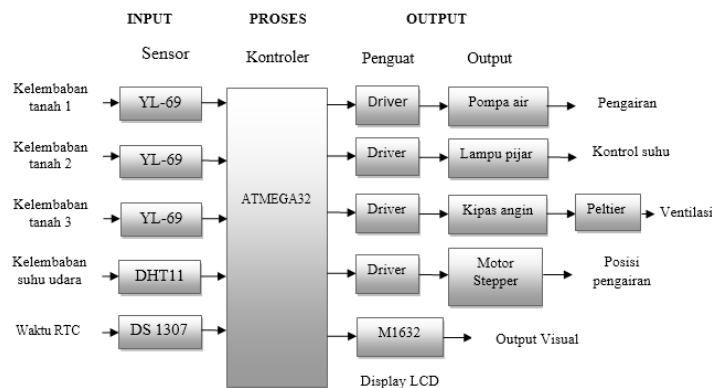 INPUT PROSES OUTPUT
Sensor Kontroler Penguat Output
Kelembaban
tanah 1
YL-69
Driver
Pompa air
Pengairan
Kelembaban
tanah 2
YL-69
Driver
Lampu pijar
Kontrol suhu
Kelembaban
tanah 3
YL-69
ATMEGA32
Driver
Kipas angin
Peltier
Ventilasi
Kelembaban
suhu udara
DHT11
Driver
Motor
Stepper
Posisi
pengairan
Waktu RTC
DS 1307
M1632
Output Visual
Display LCD